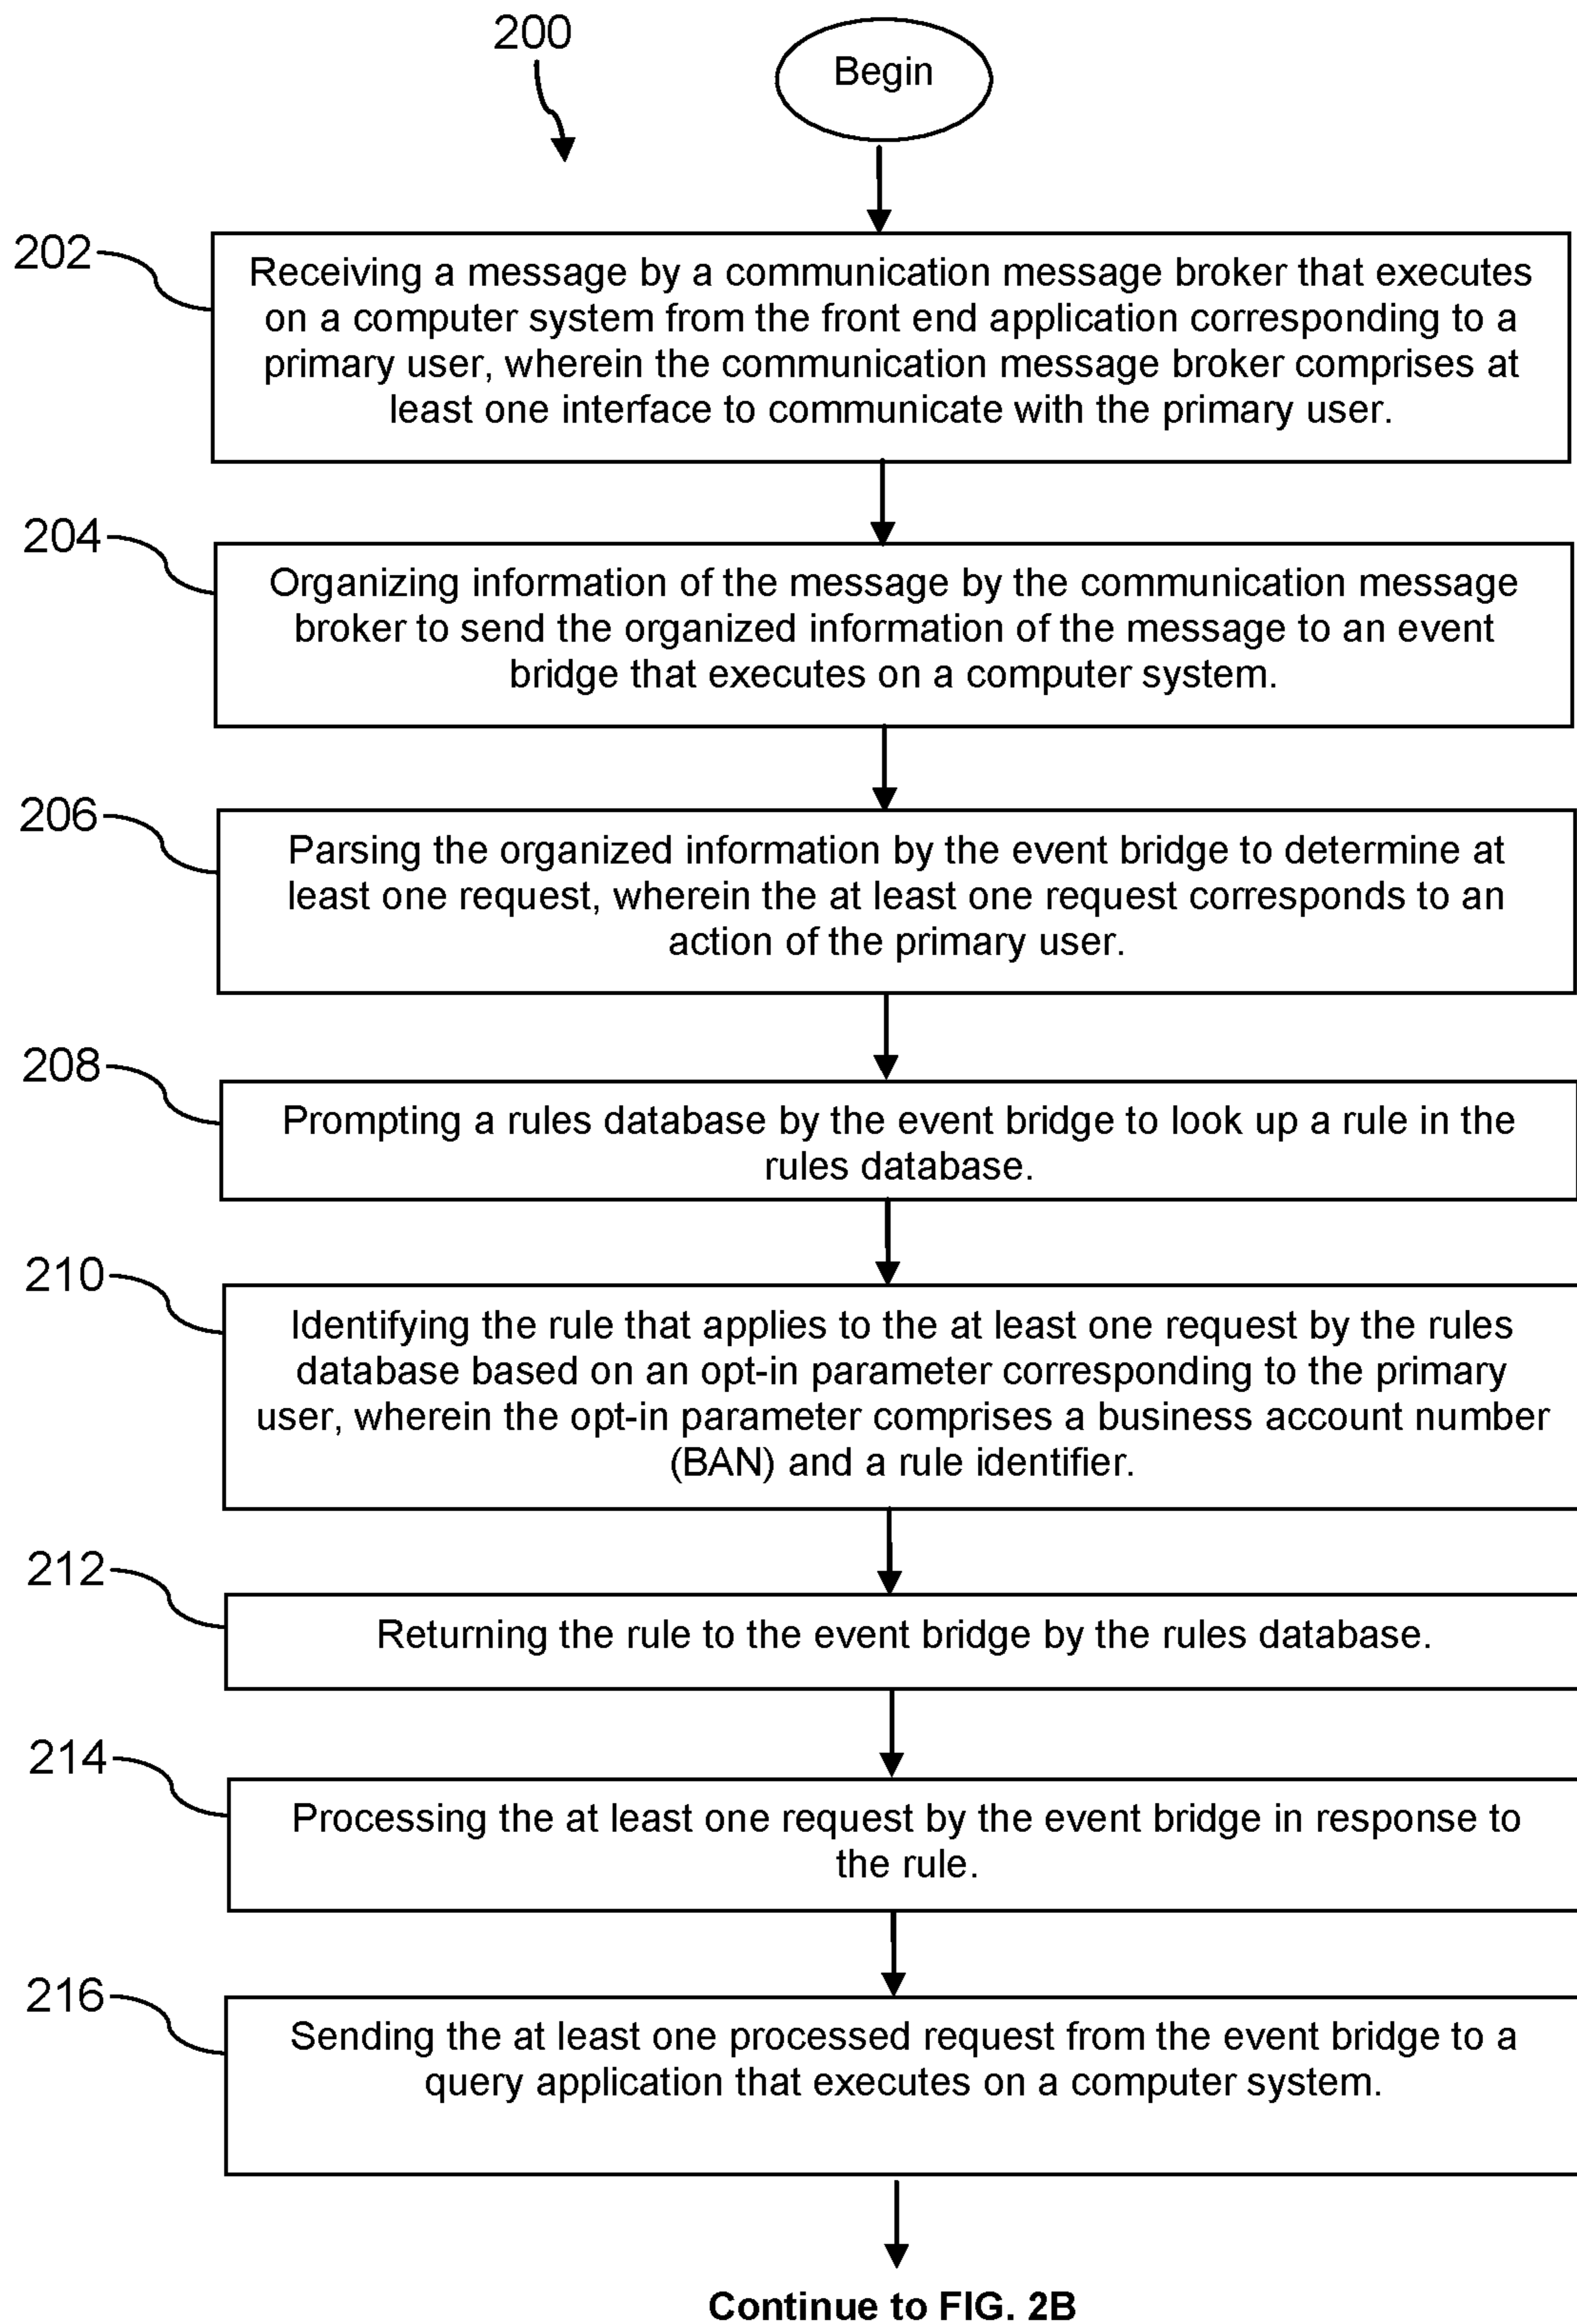 200
Begin
202
Receiving a message by a communication message broker that executes
on a computer system from the front end application corresponding to a
primary user, wherein the communication message broker comprises at
least one interface to communicate with the primary user.
204
Organizing information of the message by the communication message
broker to send the organized information of the message to an event
bridge that executes on a computer system.
206
Parsing the organized information by the event bridge to determine at
least one request, wherein the at least one request corresponds to an
action of the primary user.
208
Prompting a rules database by the event bridge to look up a rule in the
rules database.
210
Identifying the rule that applies to the at least one request by the rules
database based on an opt-in parameter corresponding to the primary
user, wherein the opt-in parameter comprises a business account number
(BAN) and a rule identifier.
212
Returning the rule to the event bridge by the rules database.
214
Processing the at least one request by the event bridge in response to
the rule.
216
Sending the at least one processed request from the event bridge to a
query application that executes on a computer system.
Continue to FIG. 2B